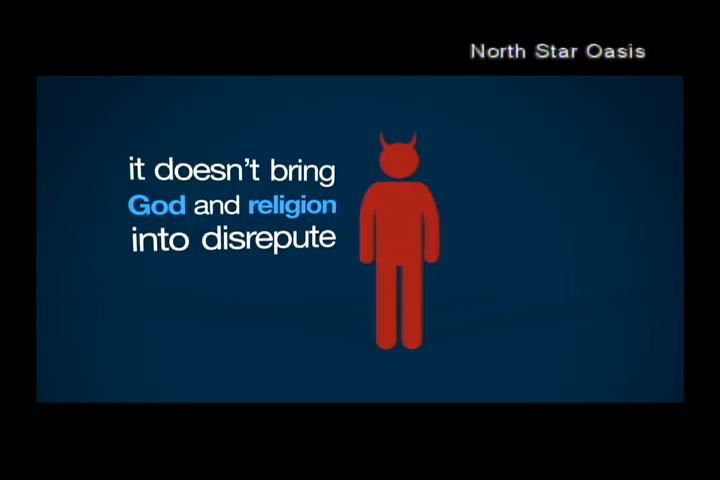 North Star Oasis
it doesn't bring
God and religion
into disrepute